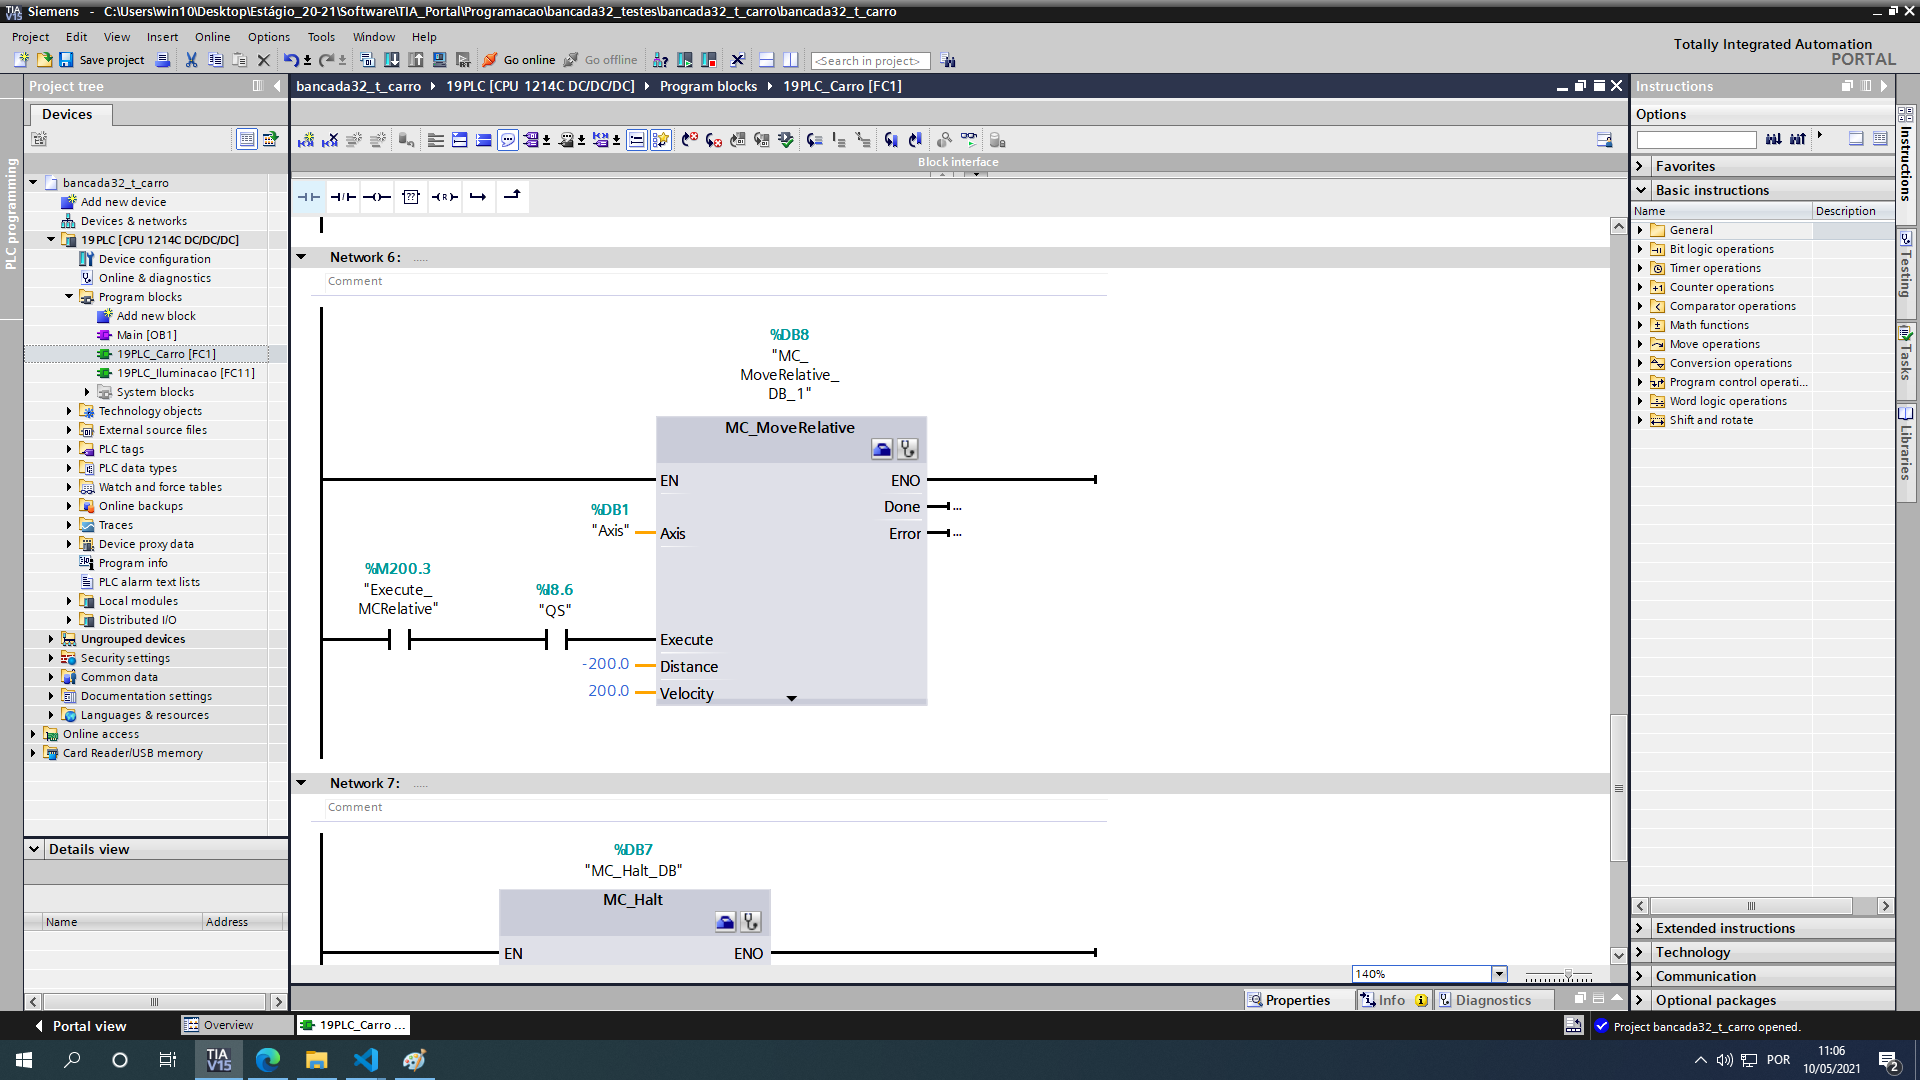 Siemens - C:\Users\win10\Desktop\Estágio_20-21\Software\TIA_Portal\Programacao\bancada32_testes\bancada32_t_carro\bancada32_t_carro
Project Edit View Insert Online Options Tools Window Help
Totally Integrated Automation
PORTAL
Save project
Go online
Go offline
<Search in project>
Project tree
bancada32_t_carro
19PLC [CPU 1214C DC/DC/DC]
Program blocks
19PLC_Carro [FC1]
Instructions
Devices
Options
Block interface
PLC programming
bancada32_t_carro
Add new device
Devices & networks
19PLC [CPU 1214C DC/DC/DC]
Device configuration
Online & diagnostics
Program blocks
Add new block
Main [OB1]
19PLC_Carro [FC1]
19PLC_Iluminacao [FC11]
System blocks
Technology objects
External source files
PLC tags
PLC data types
Watch and force tables
Online backups
Traces
Device proxy data
Program info
PLC alarm text lists
Local modules
Distributed I/O
Ungrouped devices
Security settings
Common data
Documentation settings
Languages & resources
Online access
Card Reader/USB memory
Details view
Name Address
Network 6: .....
Comment
%DB8
"MC_
MoveRelative_
DB_1"
MC_MoveRelative
EN ENO
%DB1
"Axis"
Axis
Done ...
Error ...
%M200.3
"Execute_
MCRelative"
%I8.6
"QS"
Execute
-200.0 Distance
200.0 Velocity
Network 7: .....
Comment
%DB7
"MC_Halt_DB"
MC_Halt
EN ENO
140%
Properties
Info
Diagnostics
Favorites
Basic instructions
Name Description
General
Bit logic operations
Timer operations
Counter operations
Comparator operations
Math functions
Move operations
Conversion operations
Program control operati...
Word logic operations
Shift and rotate
Extended instructions
Technology
Communication
Optional packages
Instructions
Testing
Tasks
Libraries
Portal view
Overview
19PLC_Carro ...
Project bancada32_t_carro opened.
TIA
V15
POR
11:06
10/05/2021
2